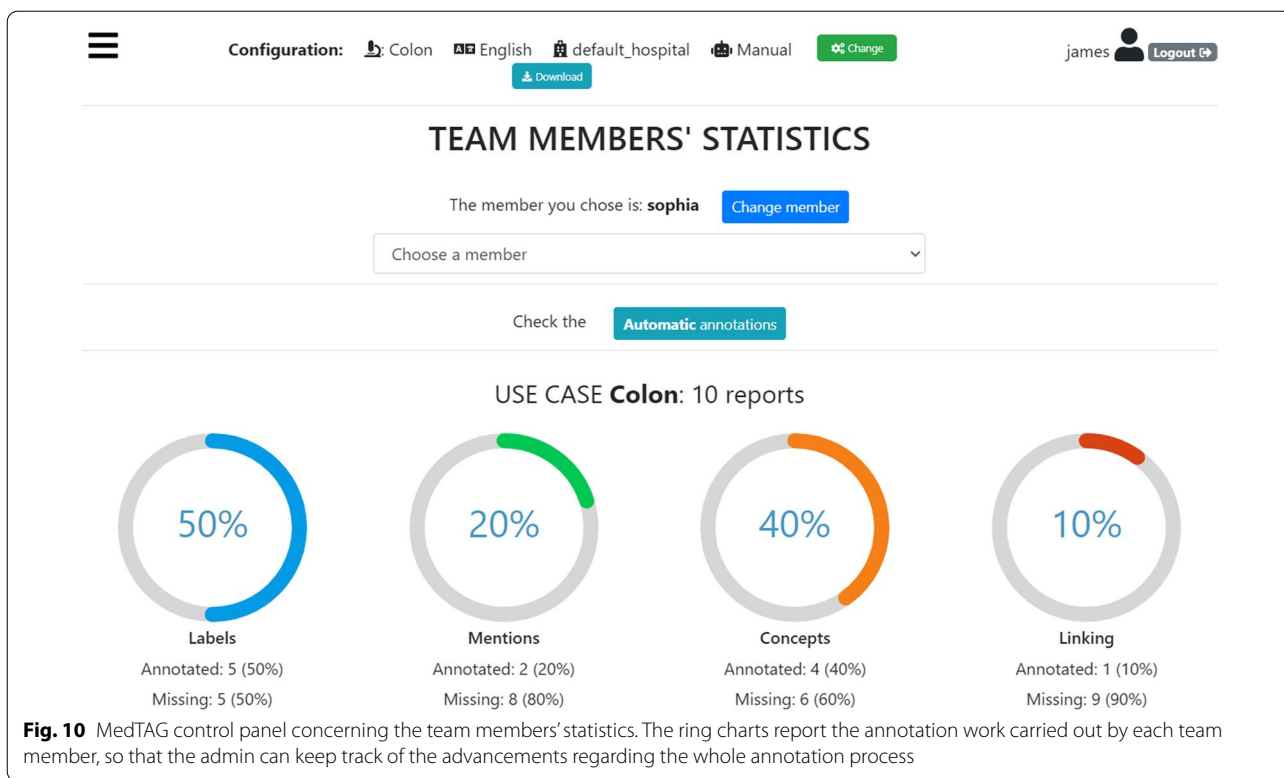 Configuration: : Colon English default_hospital Manual Change
Download
james Logout
TEAM MEMBERS' STATISTICS
The member you chose is: sophia Change member
Choose a member
Check the Automatic annotations
USE CASE Colon: 10 reports
50% 20% 40% 10%
Labels Mentions Concepts Linking
Annotated: 5 (50%) Annotated: 2 (20%) Annotated: 4 (40%) Annotated: 1 (10%)
Missing: 5 (50%) Missing: 8 (80%) Missing: 6 (60%) Missing: 9 (90%)
Fig. 10 MedTAG control panel concerning the team members' statistics. The ring charts report the annotation work carried out by each team
member, so that the admin can keep track of the advancements regarding the whole annotation process